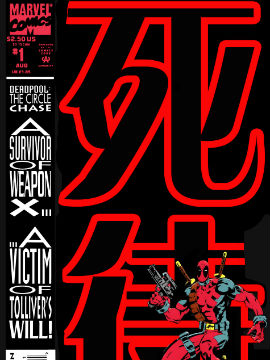 MARVEL
COMICS
$2.50 US
#1
AUG
DEADPOOL:
THE CIRCLE
CHASE
A
SURVIVOR
OF
WEAPON
X...
...A
VICTIM
OF
TOLLIVER'S
WILL!
死
侍